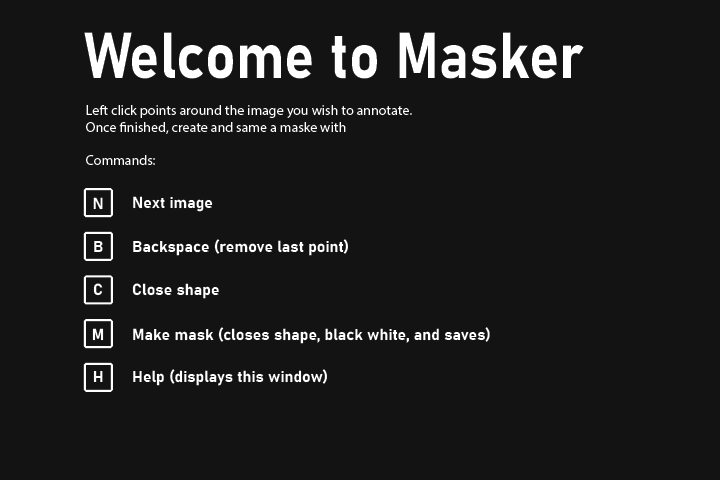 Welcome to Masker
Left click points around the image you wish to annotate.
Once finished, create and same a maske with
Commands:
N Next image
B Backspace (remove last point)
C Close shape
M Make mask (closes shape, black white, and saves)
H Help (displays this window)